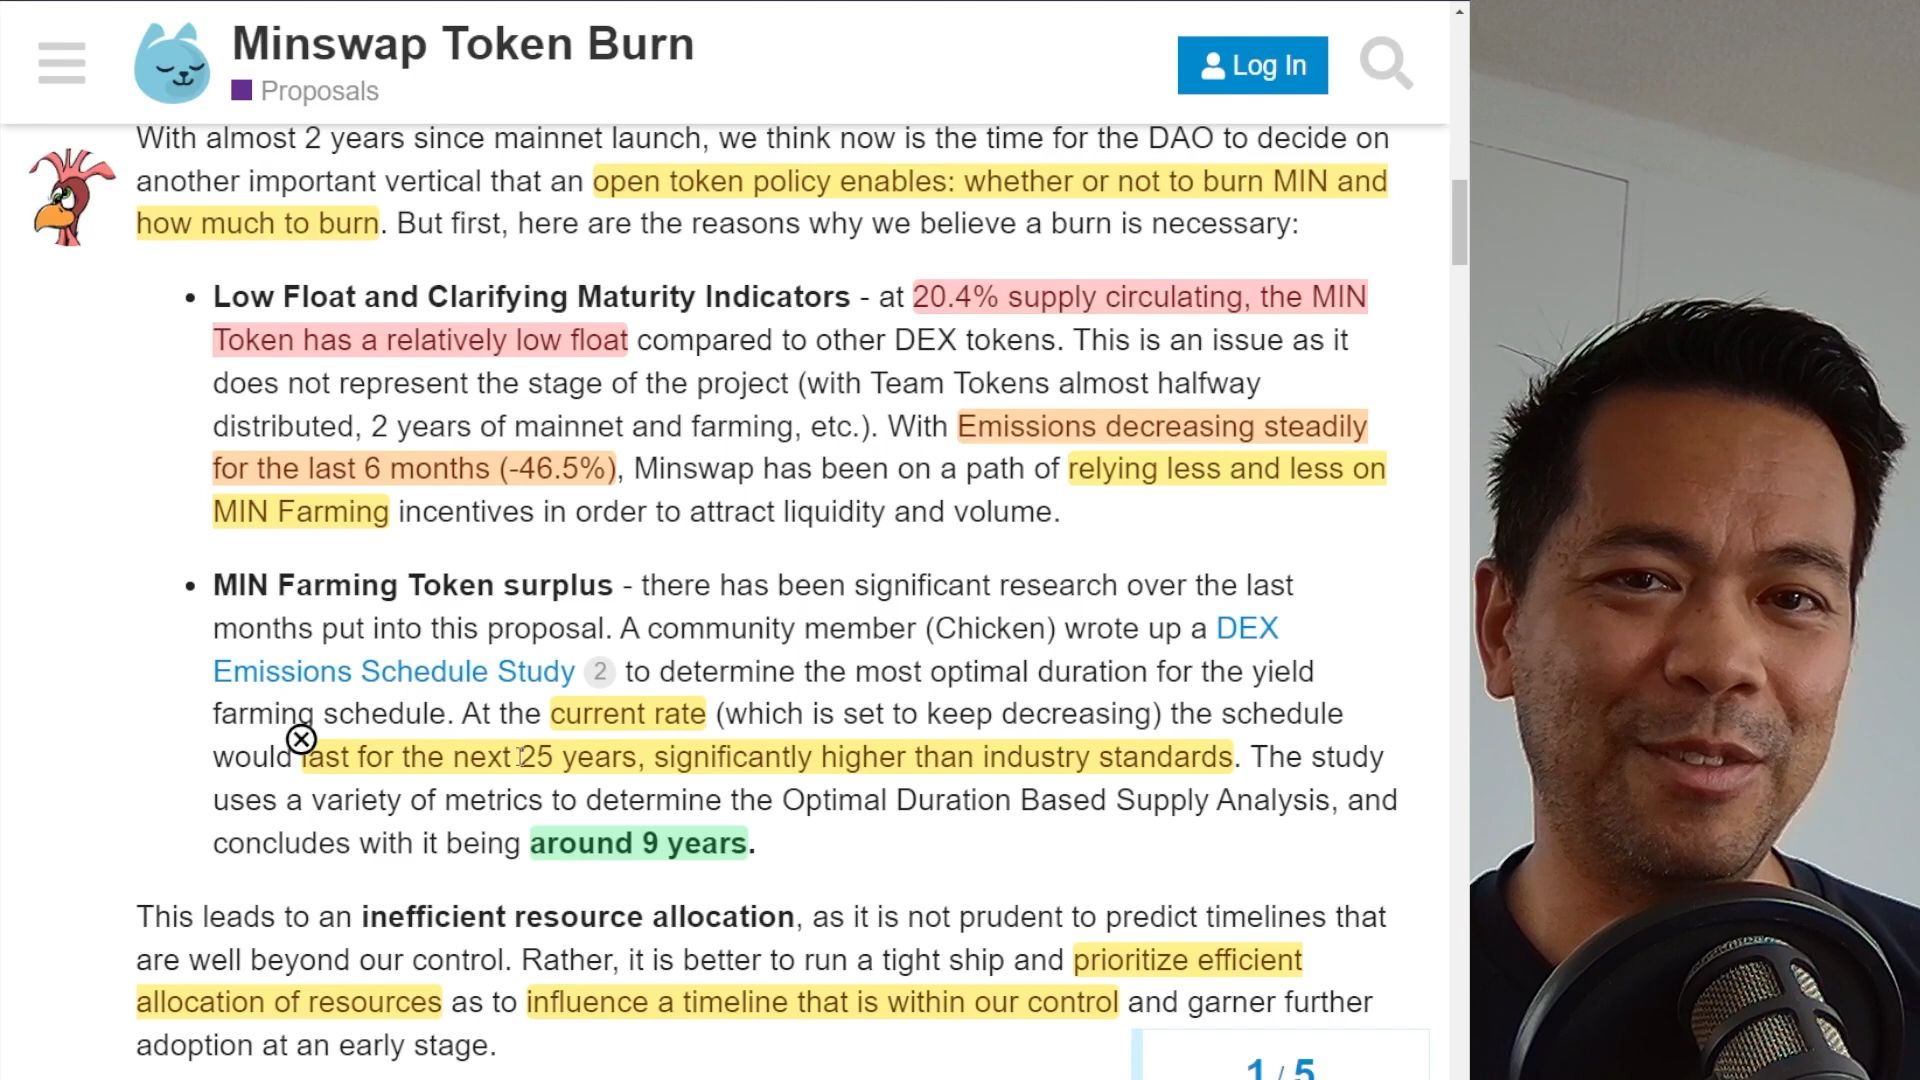 Minswap Token Burn
Proposals
Log In
With almost 2 years since mainnet launch, we think now is the time for the DAO to decide on
another important vertical that an open token policy enables: whether or not to burn MIN and
how much to burn. But first, here are the reasons why we believe a burn is necessary:
• Low Float and Clarifying Maturity Indicators - at 20.4% supply circulating, the MIN
Token has a relatively low float compared to other DEX tokens. This is an issue as it
does not represent the stage of the project (with Team Tokens almost halfway
distributed, 2 years of mainnet and farming, etc.). With Emissions decreasing steadily
for the last 6 months (-46.5%), Minswap has been on a path of relying less and less on
MIN Farming incentives in order to attract liquidity and volume.
• MIN Farming Token surplus - there has been significant research over the last
months put into this proposal. A community member (Chicken) wrote up a DEX
Emissions Schedule Study 2 to determine the most optimal duration for the yield
farming schedule. At the current rate (which is set to keep decreasing) the schedule
would last for the next 25 years, significantly higher than industry standards. The study
uses a variety of metrics to determine the Optimal Duration Based Supply Analysis, and
concludes with it being around 9 years.
This leads to an inefficient resource allocation, as it is not prudent to predict timelines that
are well beyond our control. Rather, it is better to run a tight ship and prioritize efficient
allocation of resources as to influence a timeline that is within our control and garner further
adoption at an early stage.
1 / 5